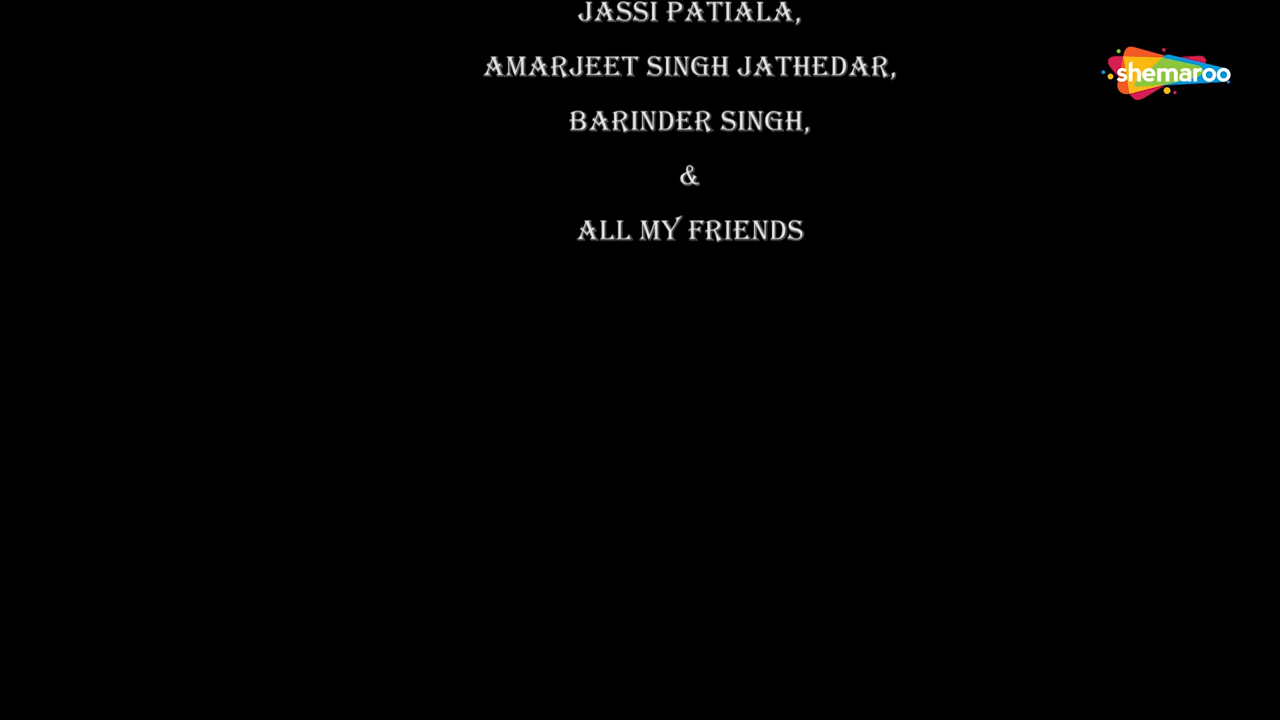 JASSI PATIALA,
AMARJEET SINGH JATHEDAR,
shemaroo
BARINDER SINGH,
&
ALL MY FRIENDS